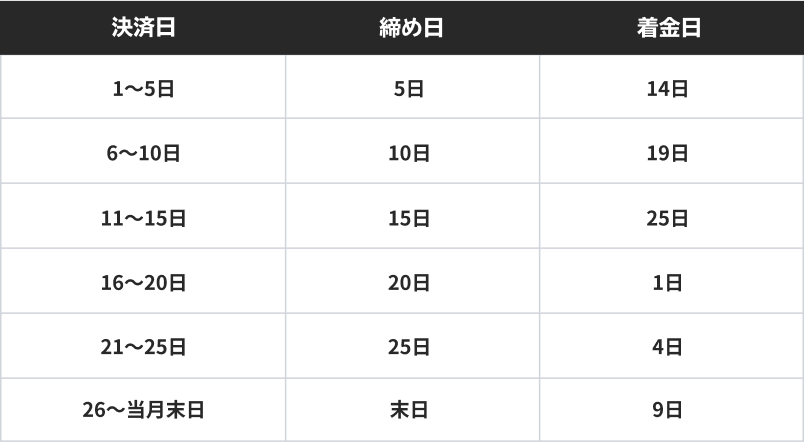 決済日 締め日 着金日
1〜5日 5日 14日
6〜10日 10日 19日
11〜15日 15日 25日
16〜20日 20日 1日
21〜25日 25日 4日
26〜当月末日 末日 9日